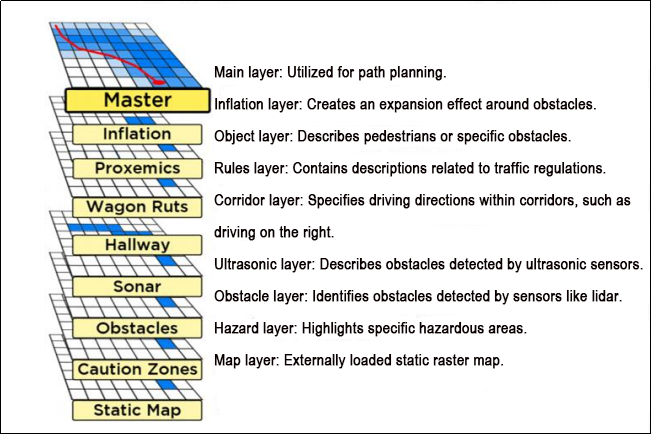 Master
Inflation
Proxemics
Wagon Ruts
Hallway
Sonar
Obstacles
Caution Zones
Static Map
Main layer: Utilized for path planning.
Inflation layer: Creates an expansion effect around obstacles.
Object layer: Describes pedestrians or specific obstacles.
Rules layer: Contains descriptions related to traffic regulations.
Corridor layer: Specifies driving directions within corridors, such as
driving on the right.
Ultrasonic layer: Describes obstacles detected by ultrasonic sensors.
Obstacle layer: Identifies obstacles detected by sensors like lidar.
Hazard layer: Highlights specific hazardous areas.
Map layer: Externally loaded static raster map.